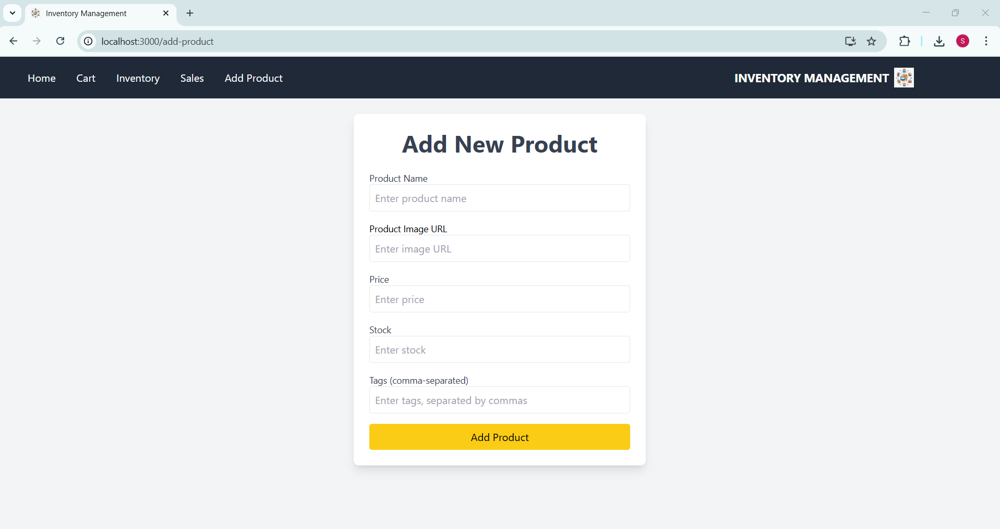 Inventory Management
localhost:3000/add-product
S
Home Cart Inventory Sales Add Product INVENTORY MANAGEMENT
Add New Product
Product Name
Enter product name
Product Image URL
Enter image URL
Price
Enter price
Stock
Enter stock
Tags (comma-separated)
Enter tags, separated by commas
Add Product